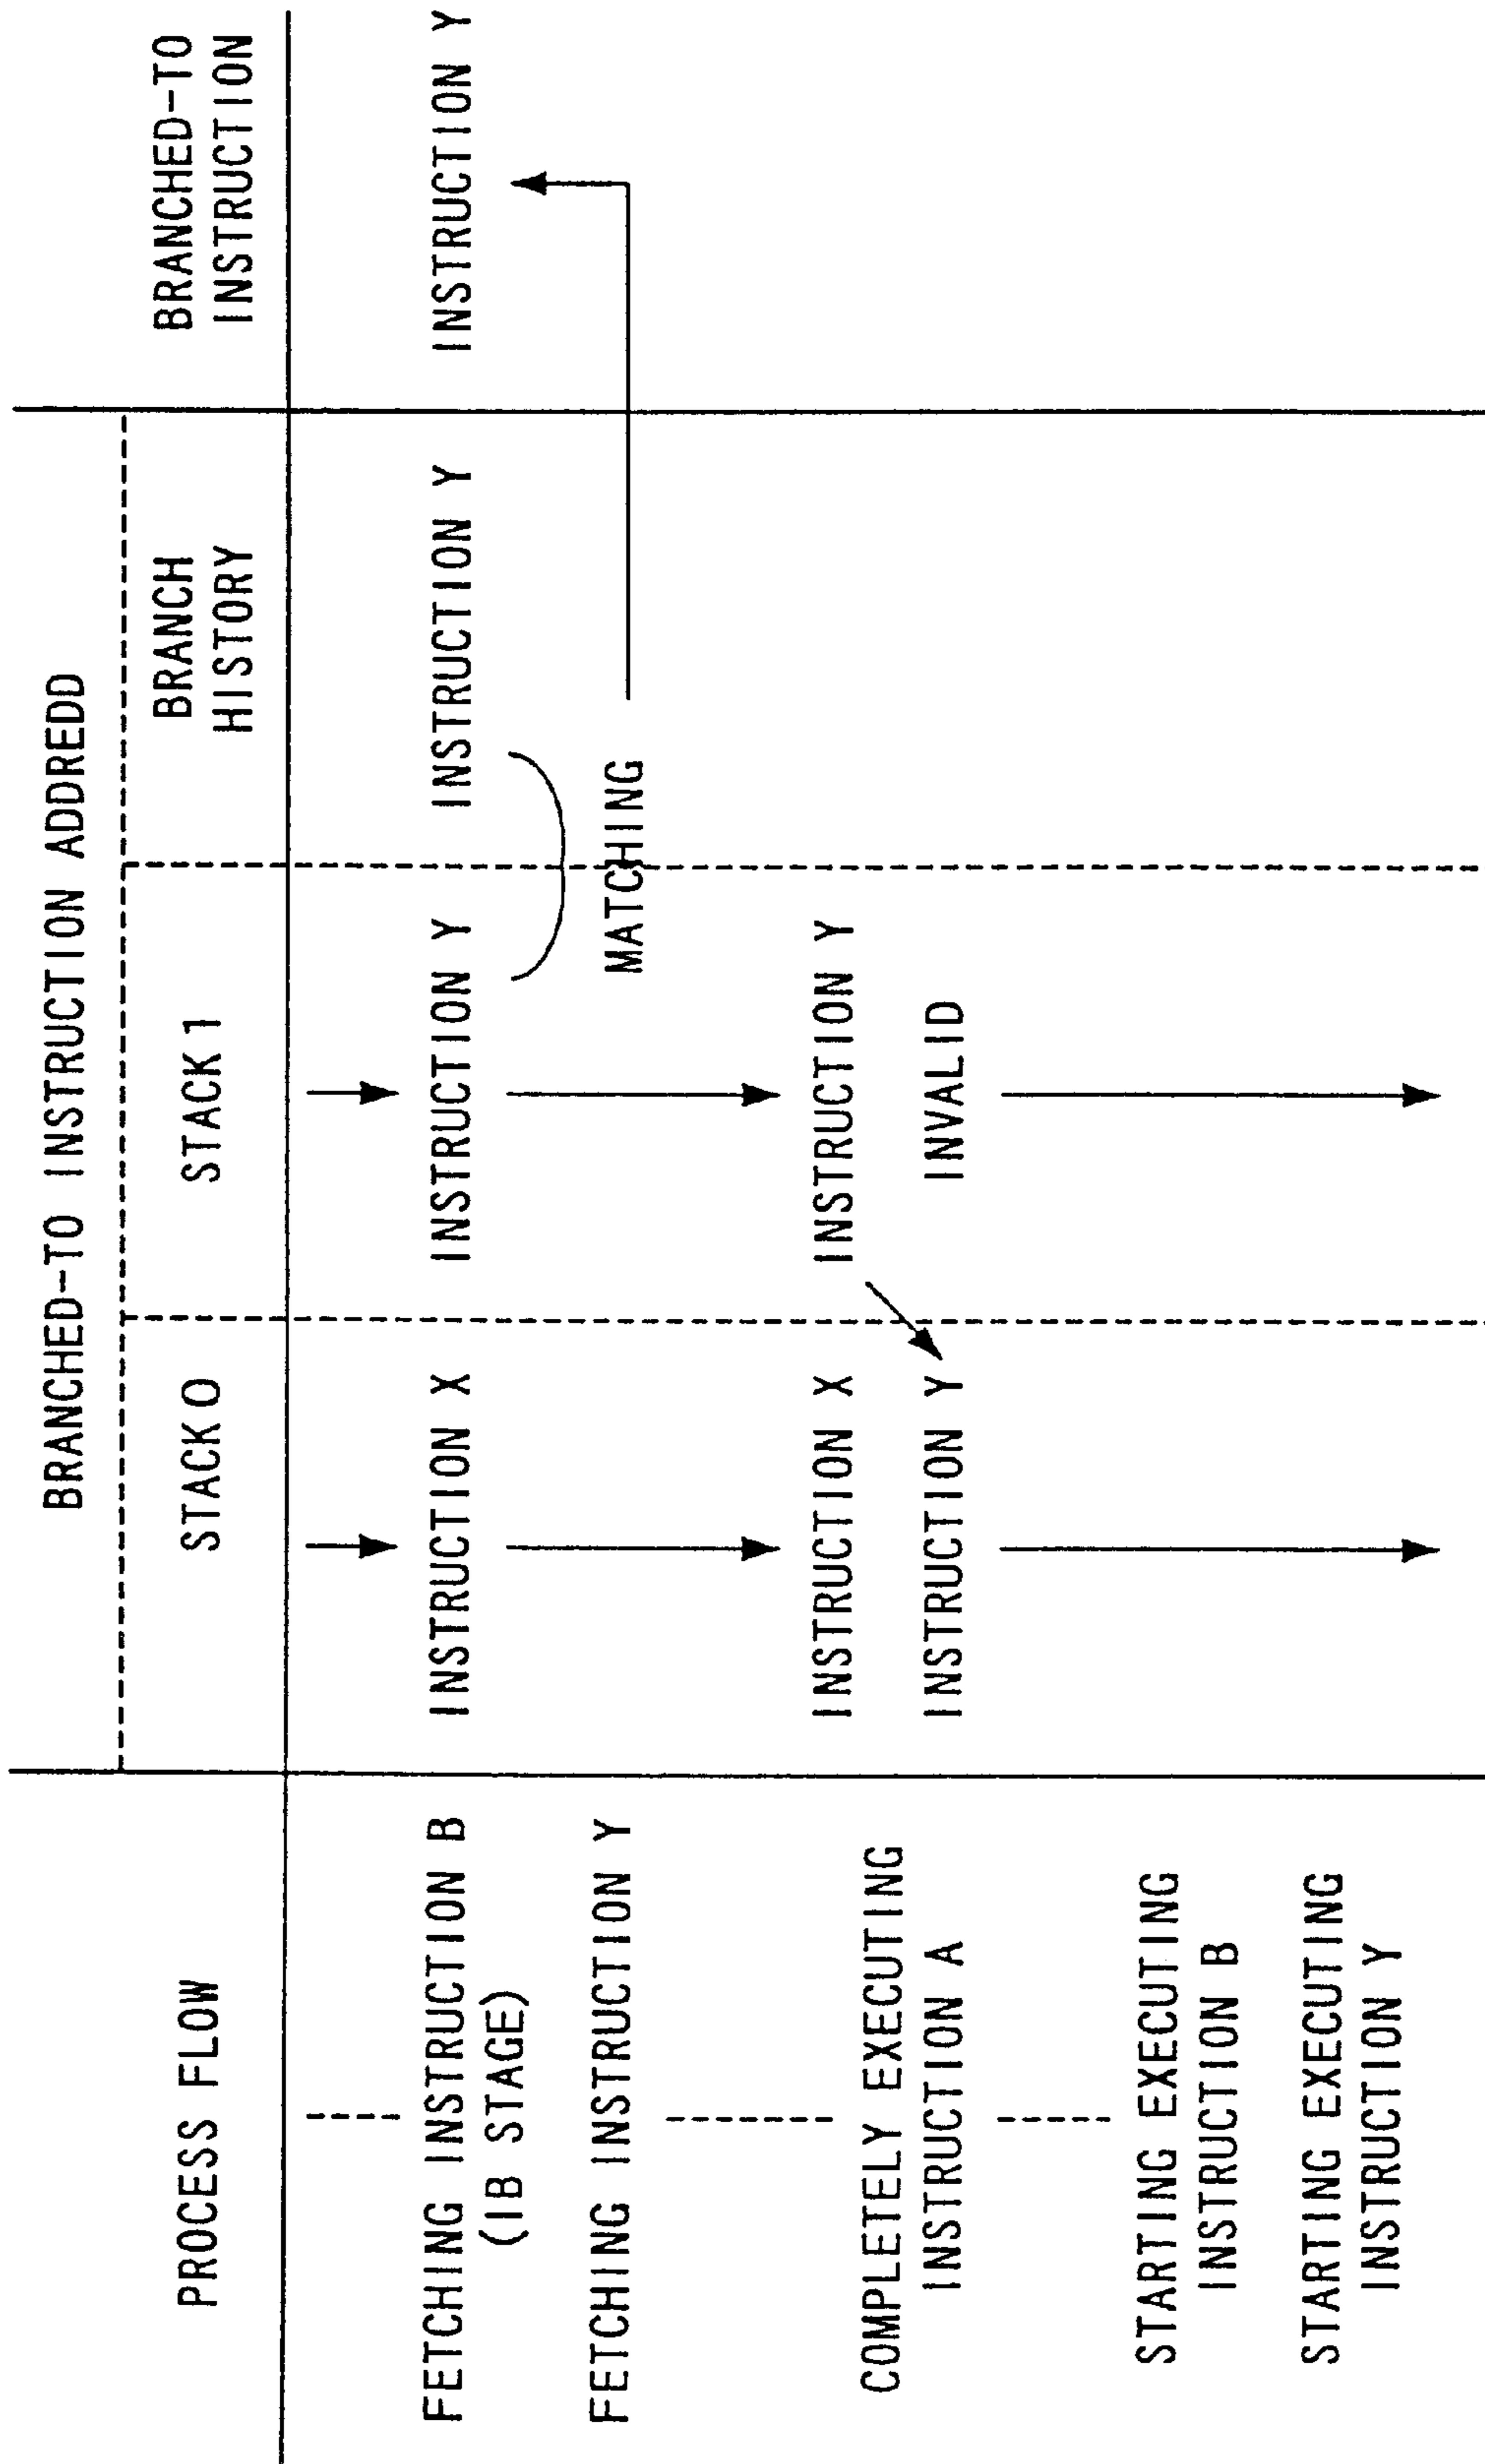 BRANCHED-TO INSTRUCTION ADDREDD
PROCESS FLOW
STACK 0
STACK 1
BRANCH
HISTORY
BRANCHED-TO
INSTRUCTION
FETCHING INSTRUCTION B
(IB STAGE)
INSTRUCTION X
INSTRUCTION Y
INSTRUCTION Y
INSTRUCTION Y
FETCHING INSTRUCTION Y
MATCHING
COMPLETELY EXECUTING
INSTRUCTION A
INSTRUCTION X
INSTRUCTION Y
INSTRUCTION Y
INVALID
STARTING EXECUTING
INSTRUCTION B
STARTING EXECUTING
INSTRUCTION Y